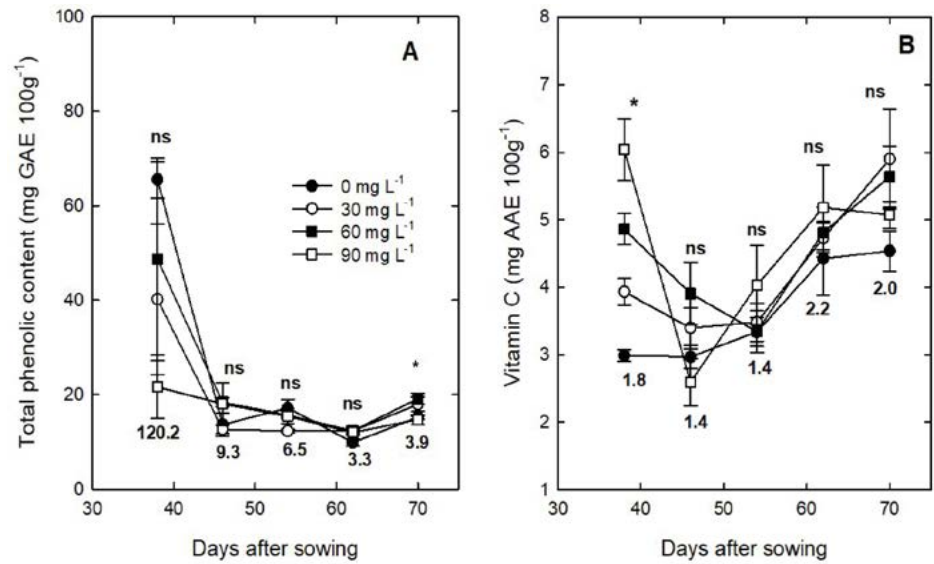 A
Total phenolic content (mg GAE 100g⁻¹)
100
80
60
40
20
0
ns
ns
ns
ns
*
0 mg L⁻¹
30 mg L⁻¹
60 mg L⁻¹
90 mg L⁻¹
120.2
9.3
6.5
3.3
3.9
30
40
50
60
70
Days after sowing
B
Vitamin C (mg AAE 100g⁻¹)
8
7
6
5
4
3
2
1
*
ns
ns
ns
ns
1.8
1.4
1.4
2.2
2.0
30
40
50
60
70
Days after sowing